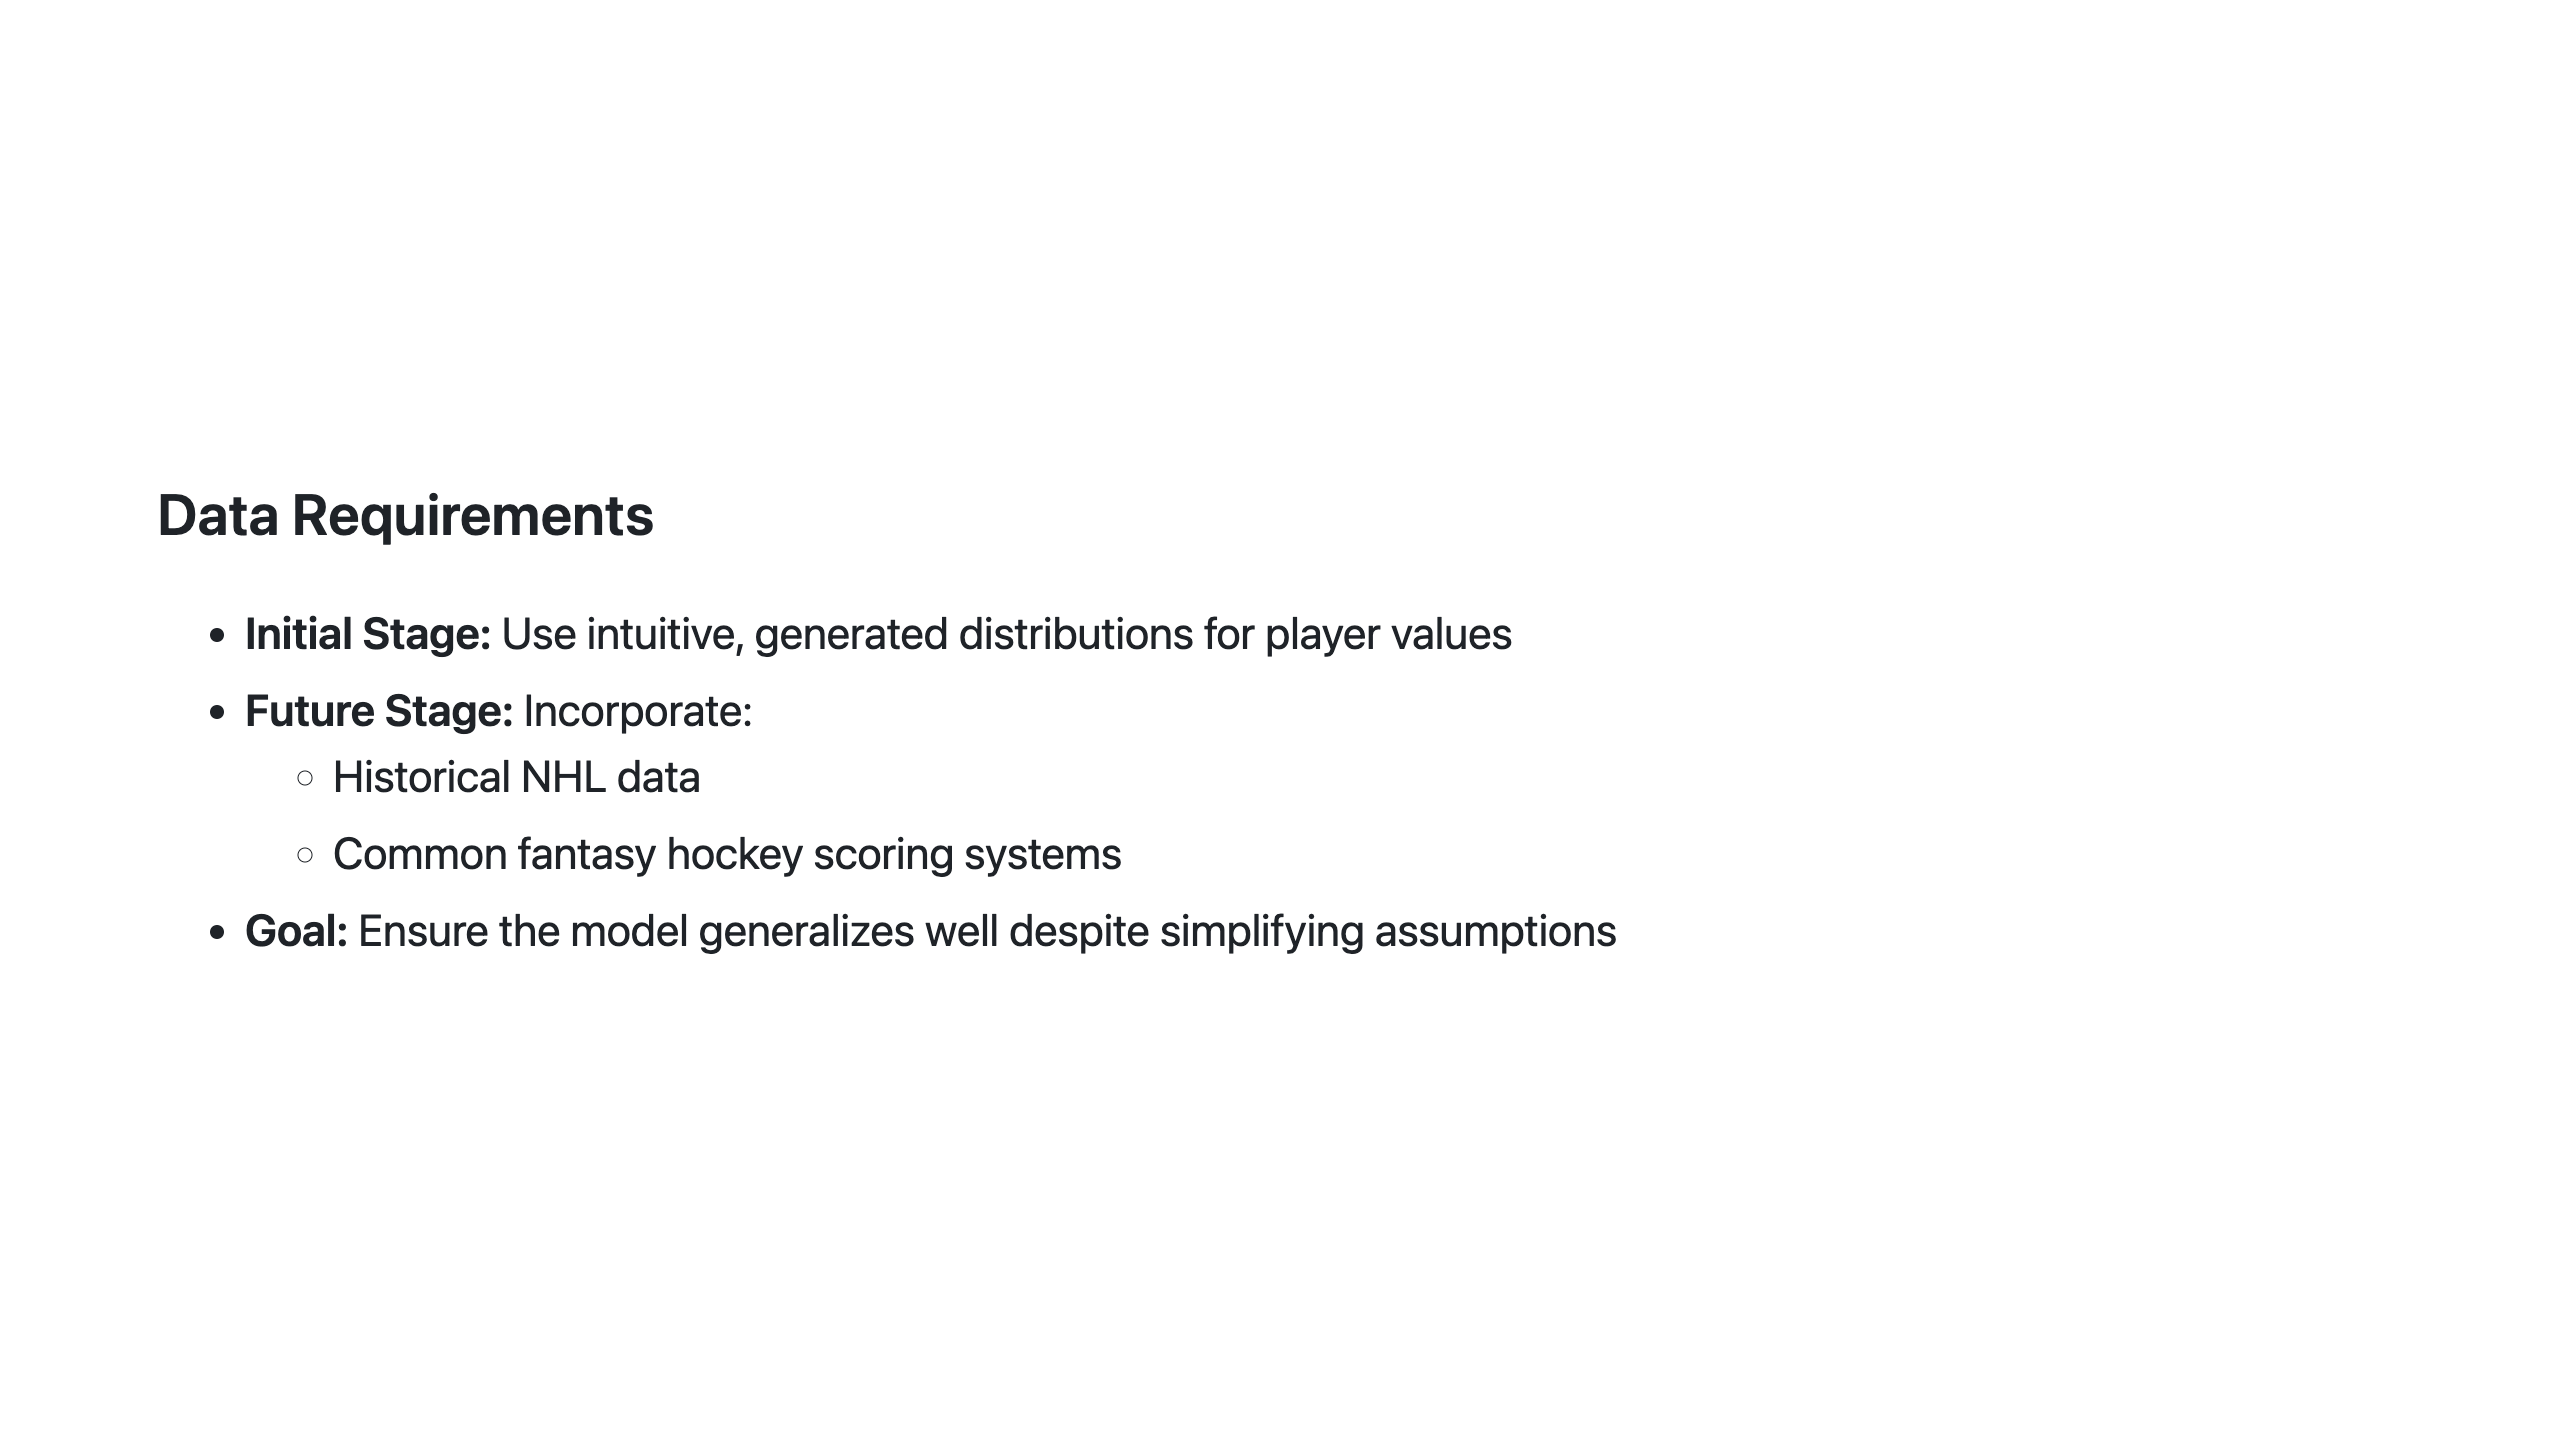 Data Requirements
• Initial Stage: Use intuitive, generated distributions for player values
• Future Stage: Incorporate:
○ Historical NHL data
○ Common fantasy hockey scoring systems
• Goal: Ensure the model generalizes well despite simplifying assumptions